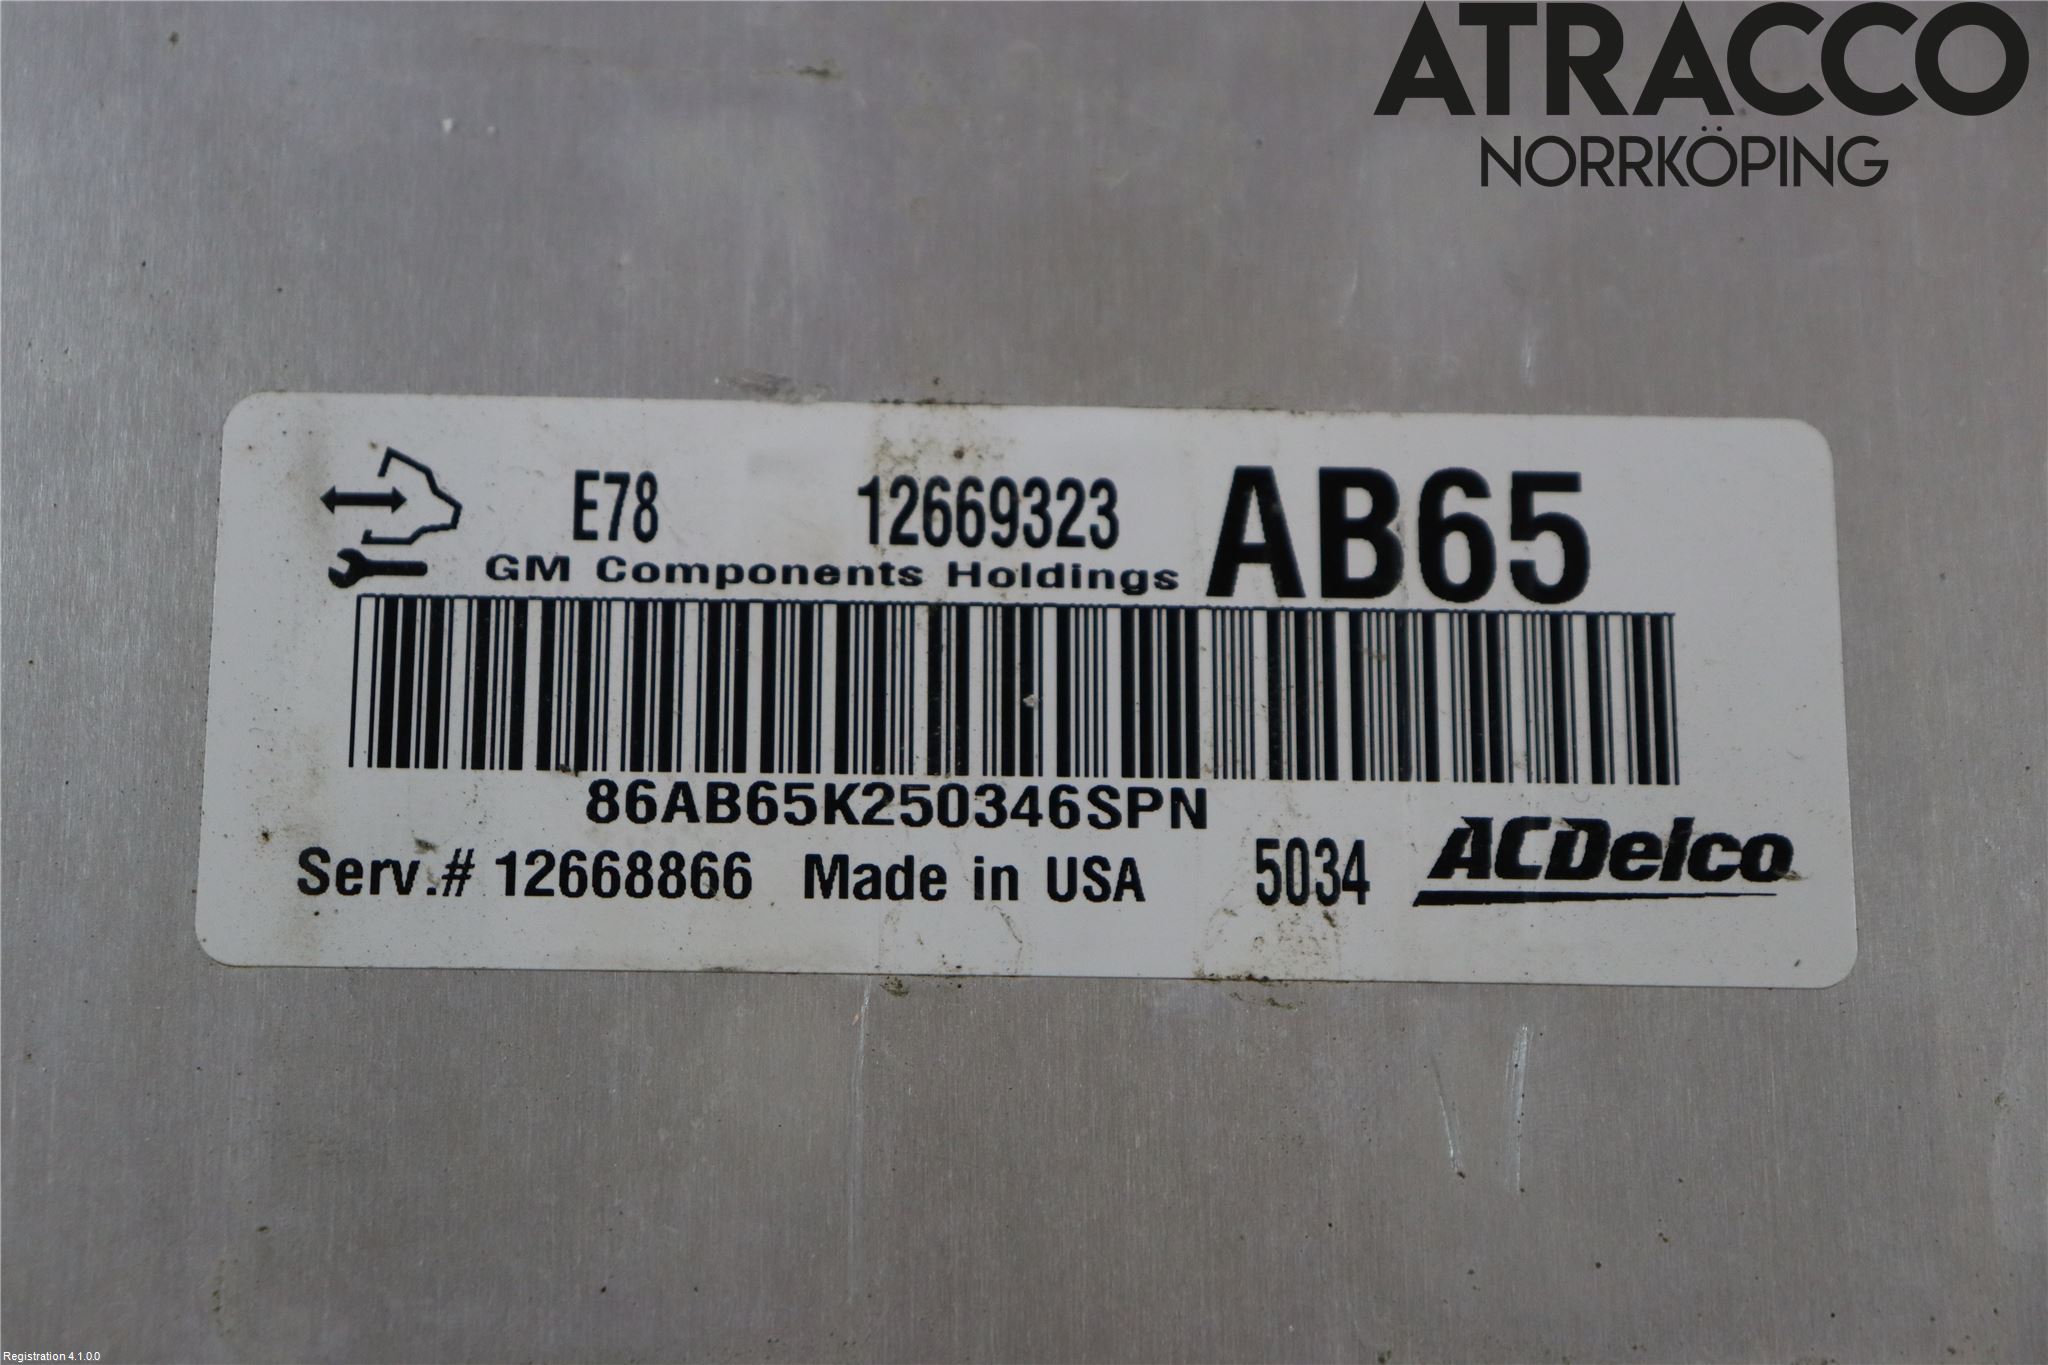 ATRACCO
NORRKÖPING
E78 12669323 AB65
GM Components Holdings
86AB65K250346SPN
Serv.# 12668866 Made in USA 5034 ACDelco
Registration 4.1.0.0